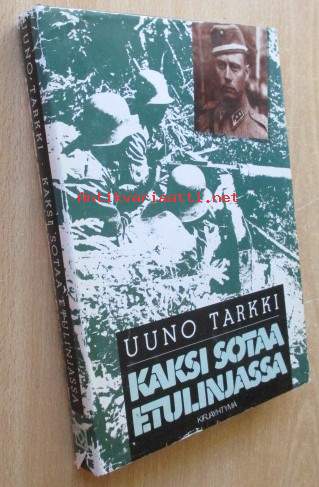 UUNO TARKKI KAKSI SOTAA ETULINJASSA
antikvariaatti.net
UUNO TARKKI
KAKSI SOTAA
ETULINJASSA
KIRJAYHTYMÄ